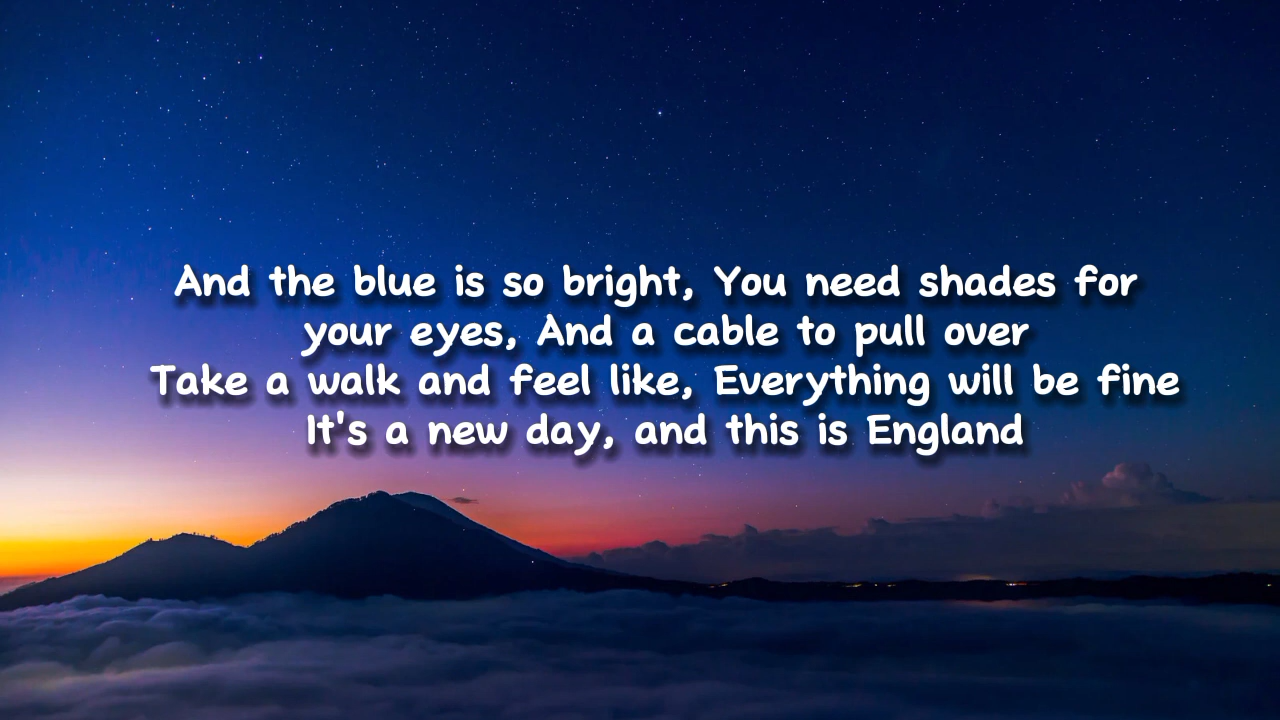 And the blue is so bright, You need shades for
your eyes, And a cable to pull over
Take a walk and feel like, Everything will be fine
It's a new day, and this is England